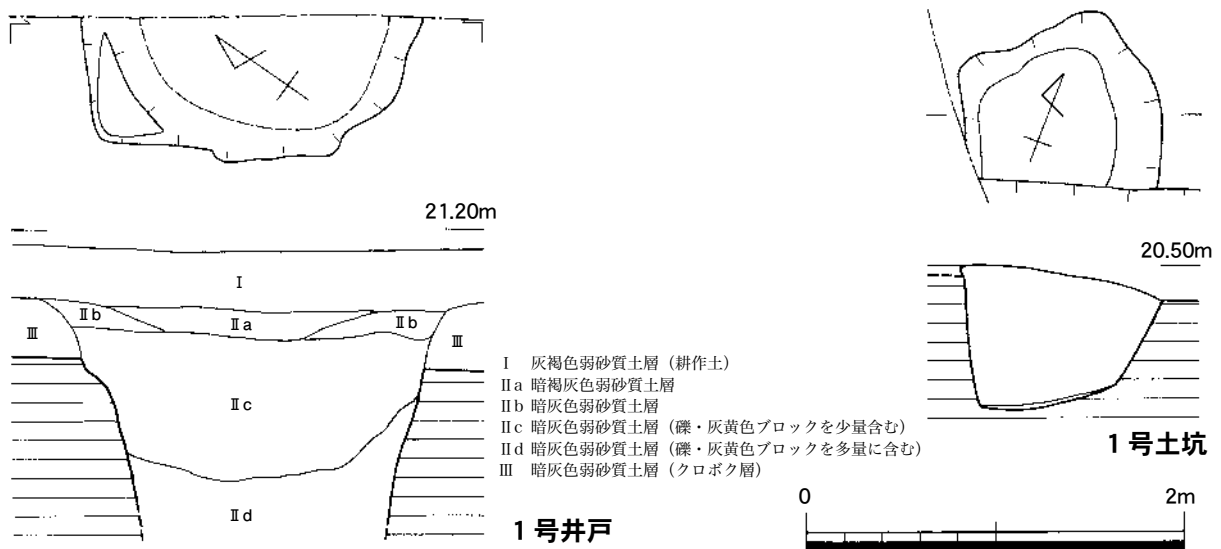 21.20m
Ⅰ
Ⅱb
Ⅱa
Ⅱb
Ⅲ
Ⅲ
Ⅱc
Ⅱd
1号井戸
Ⅰ 灰褐色弱砂質土層（耕作土）
Ⅱa 暗褐灰色弱砂質土層
Ⅱb 暗灰色弱砂質土層
Ⅱc 暗灰色弱砂質土層（礫・灰黄色ブロックを少量含む）
Ⅱd 暗灰色弱砂質土層（礫・灰黄色ブロックを多量に含む）
Ⅲ 暗灰色弱砂質土層（クロボク層）
20.50m
1号土坑
0 2m